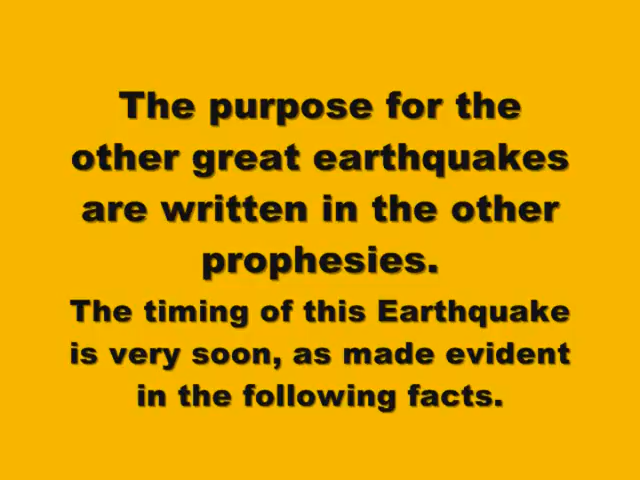 The purpose for the
other great earthquakes
are written in the other
prophesies.
The timing of this Earthquake
is very soon, as made evident
in the following facts.